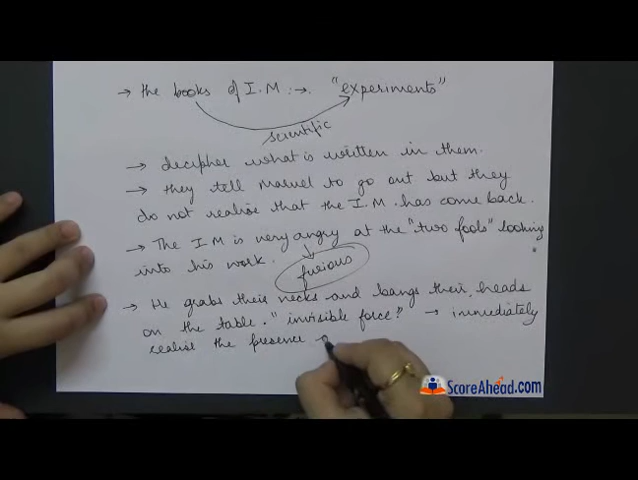 → the books of I.M :→. "experiments"
scientific
→ decipher what is written in them.
→ they tell Marvel to go out but they
do not realise that the I.M. has come back.
→ The I.M is very angry at the "two fools" looking
into his work.
furious
→ He grabs their necks and bangs their heads
on the table. "invisible force" → immediately
realise the presence
ScoreAhead.com